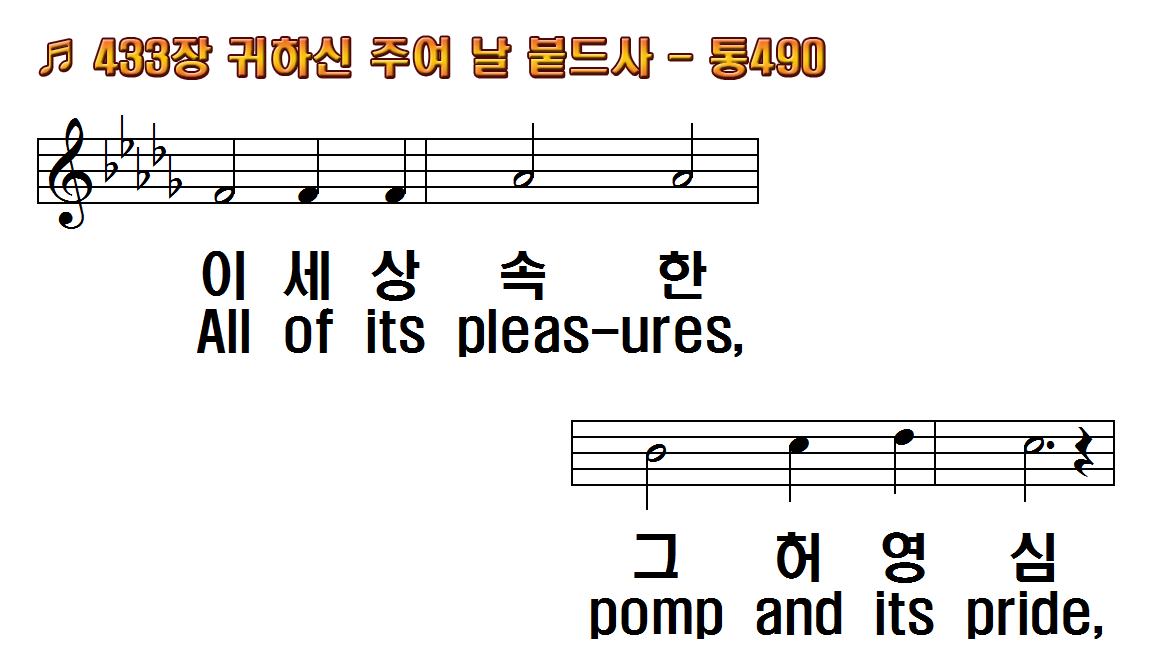 ♬ 433장 귀하신 주여 날 붙드사 - 통490
이 세 상 속 한
All of its pleas-ures,
그 허 영 심
pomp and its pride,